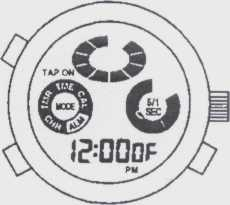 TAP ON
TMR TIME CAL
MODE
CHR ALM
5/1
SEC
12:00OF
PM